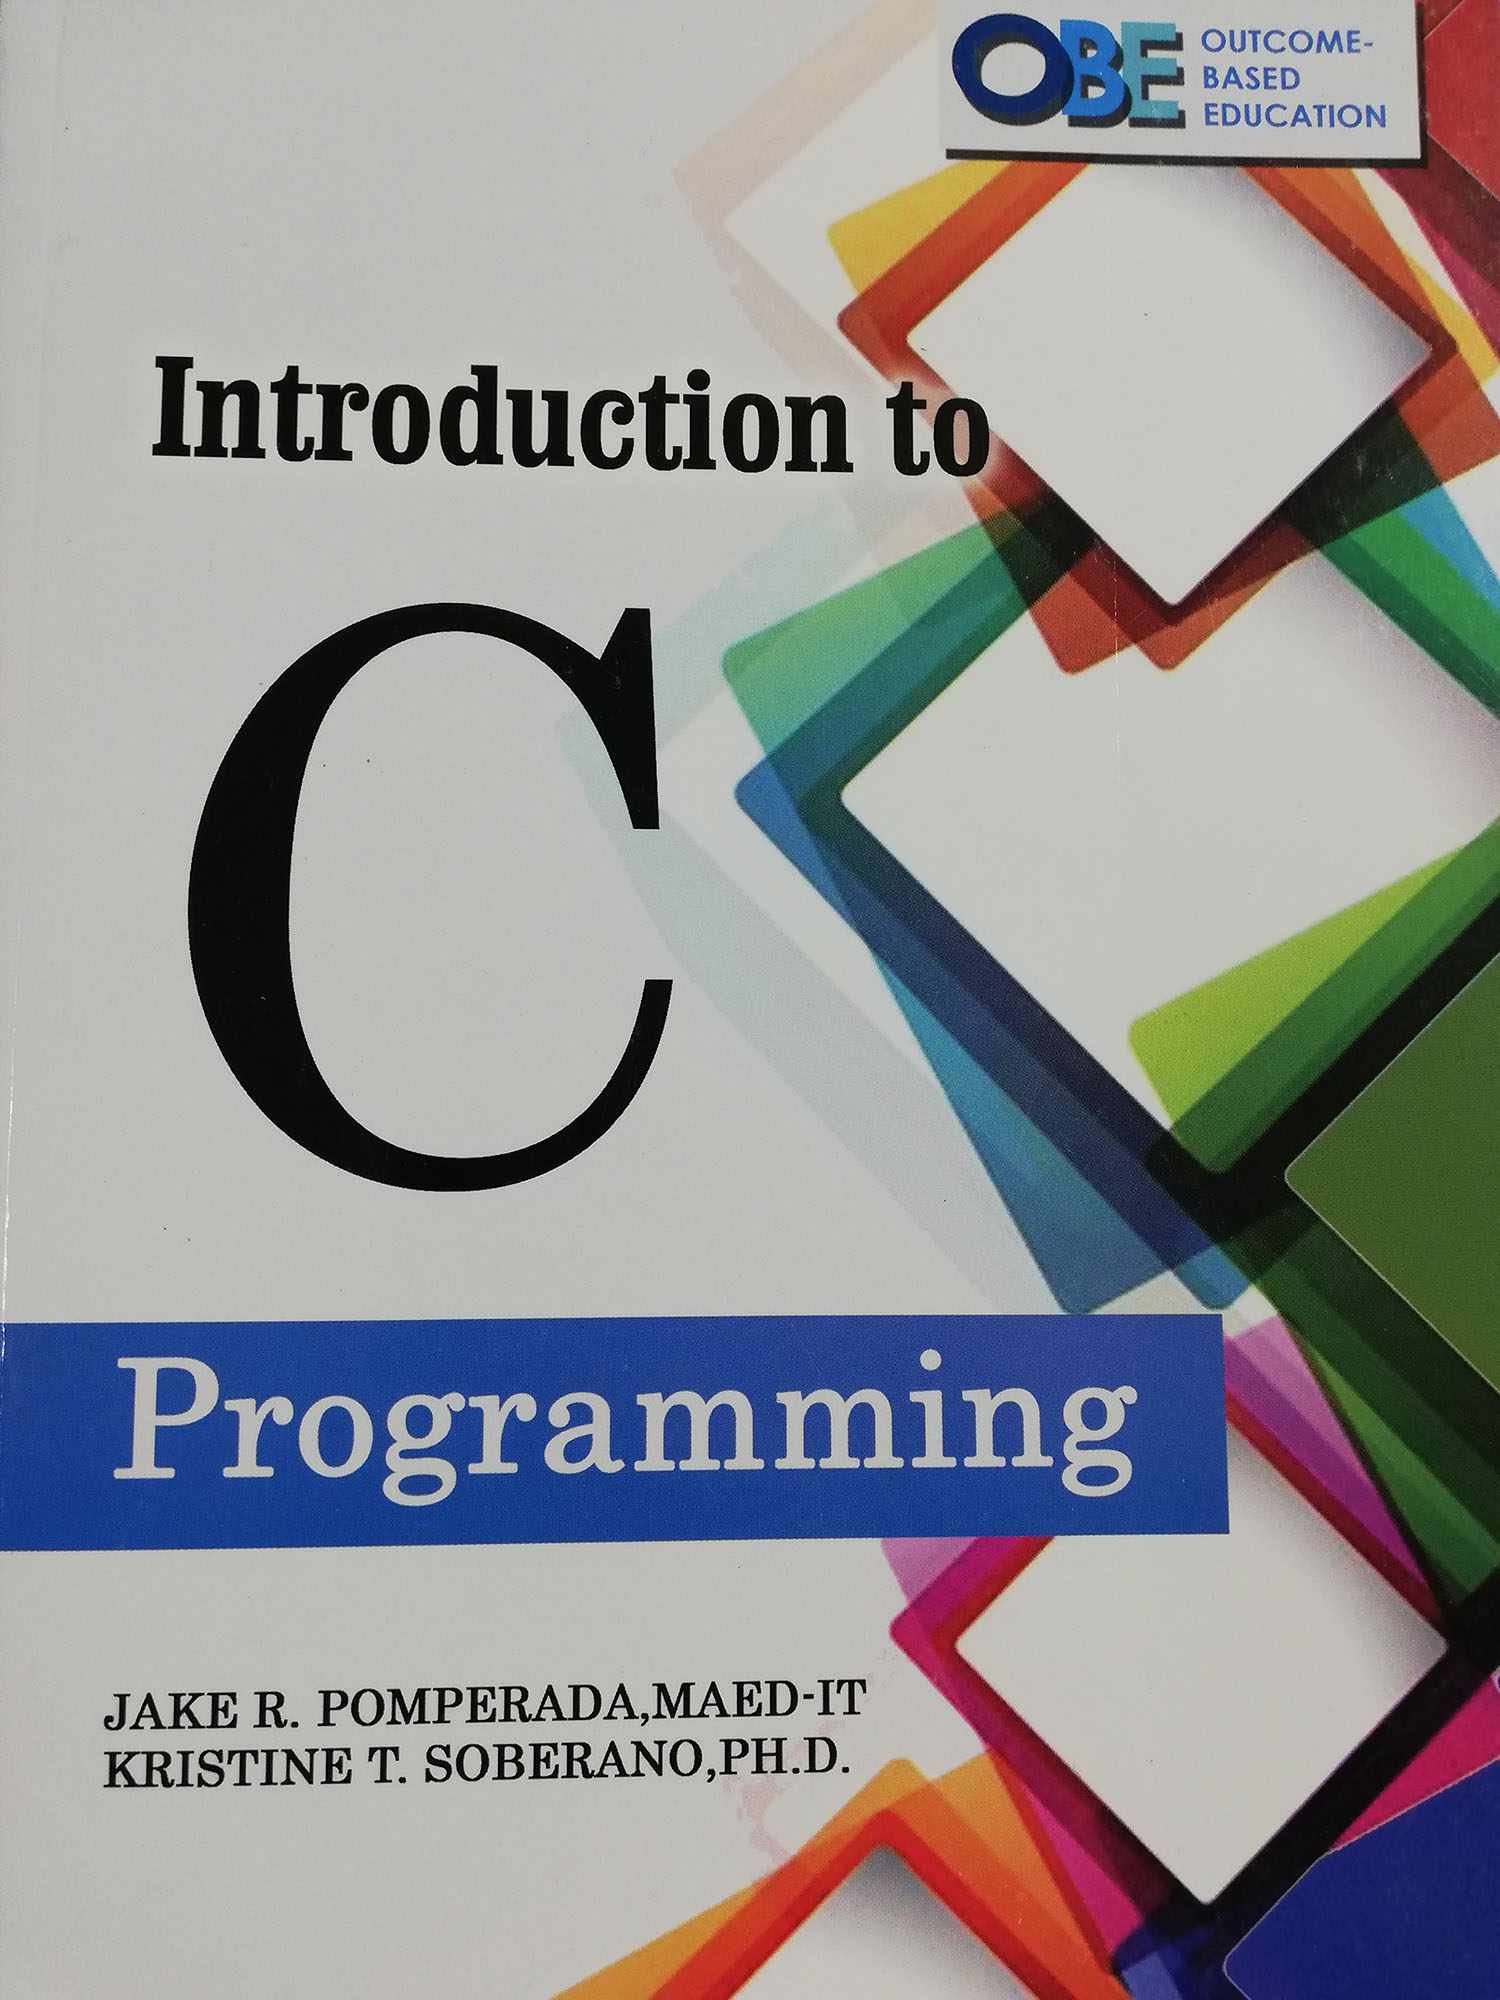 OBE OUTCOME-
BASED
EDUCATION
Introduction to
C
Programming
JAKE R. POMPERADA,MAED-IT
KRISTINE T. SOBERANO,PH.D.